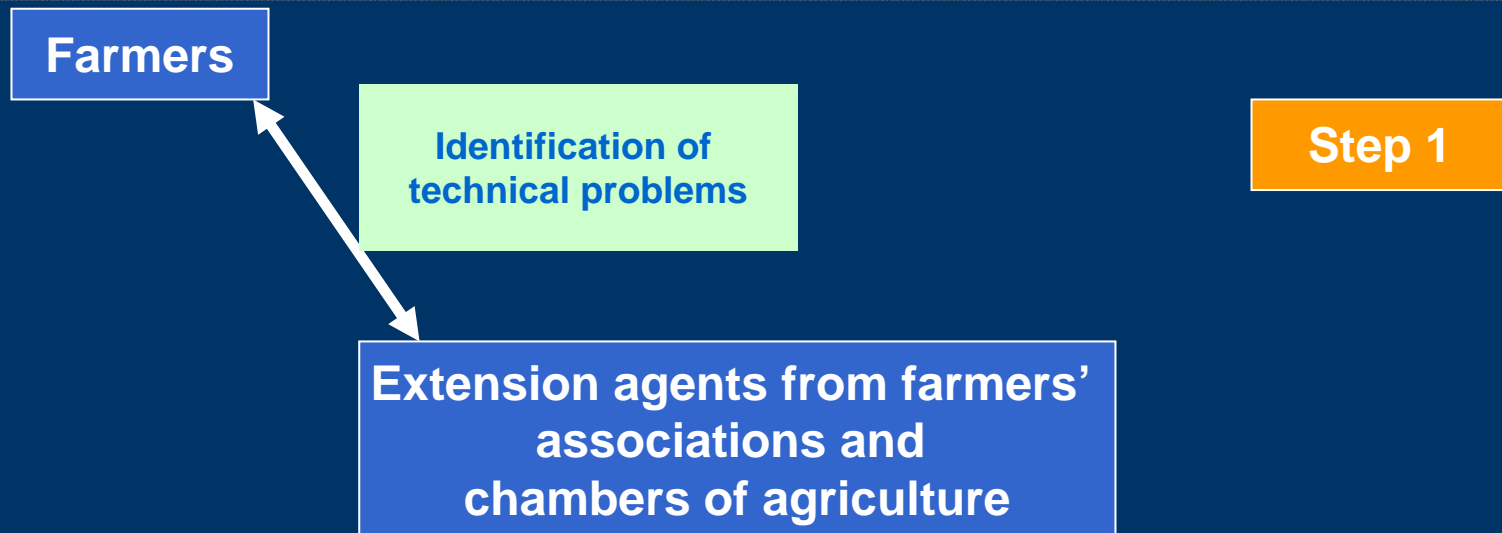 Farmers
Identification of
technical problems
Step 1
Extension agents from farmers’
associations and
chambers of agriculture